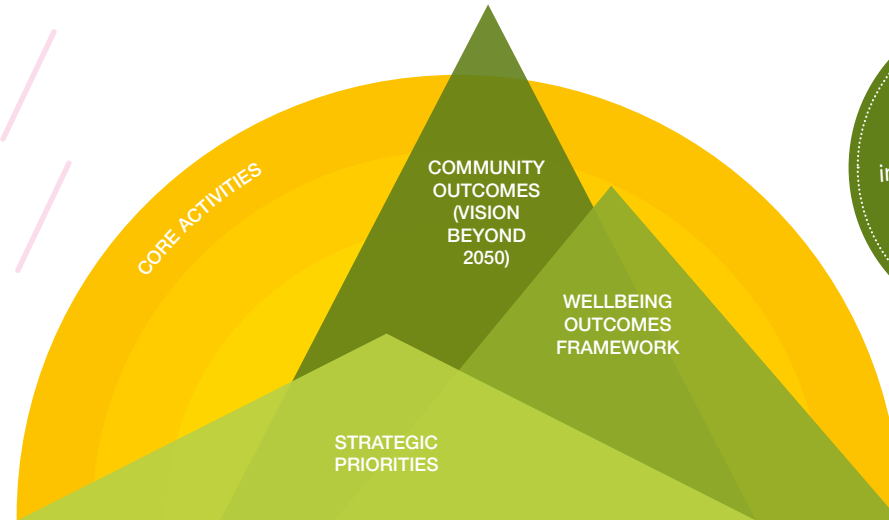 CORE ACTIVITIES
COMMUNITY
OUTCOMES
(VISION
BEYOND
2050)
WELLBEING
OUTCOMES
FRAMEWORK
STRATEGIC
PRIORITIES